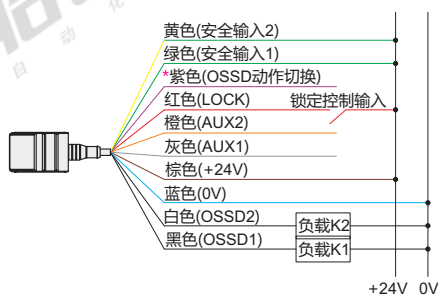 黄色(安全输入2)
绿色(安全输入1)
*紫色(OSSD动作切换)
红色(LOCK) 锁定控制输入
橙色(AUX2)
灰色(AUX1)
棕色(+24V)
蓝色(0V)
白色(OSSD2) 负载K2
黑色(OSSD1) 负载K1
+24V 0V
自动化